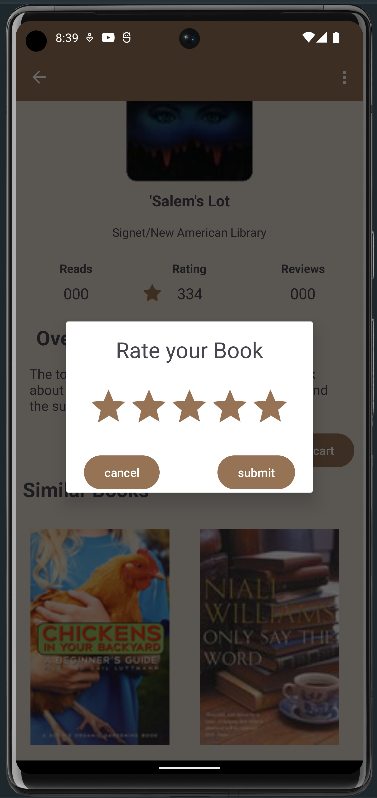 8:39
'Salem's Lot
Signet/New American Library
Reads Rating Reviews
000 334 000
Ove
The to
about nd
the su
cart
Rate your Book
cancel submit
Similar Books
CHICKENS
IN YOUR BACKYARD
A BEGINNER'S GUIDE
GAIL LUTTMANN
NIALL
WILLIAMS
ONLY SAY THE
WORD